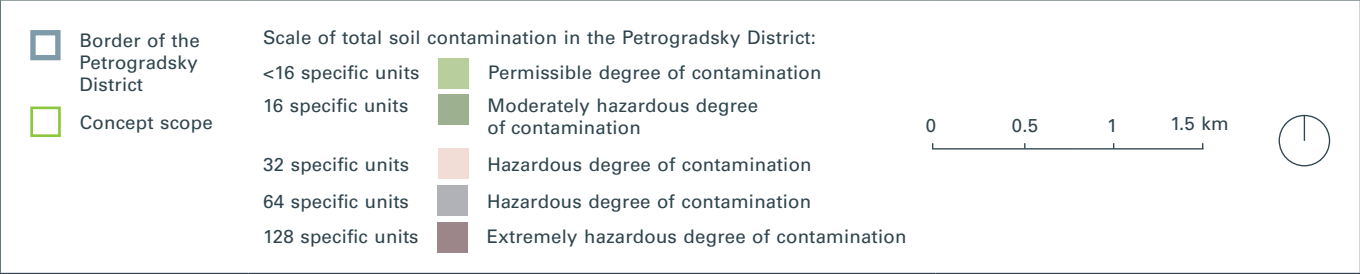 Border of the
Petrogradsky
District
Concept scope
Scale of total soil contamination in the Petrogradsky District:
<16 specific units Permissible degree of contamination
16 specific units Moderately hazardous degree
of contamination
32 specific units Hazardous degree of contamination
64 specific units Hazardous degree of contamination
128 specific units Extremely hazardous degree of contamination
0 0.5 1 1.5 km